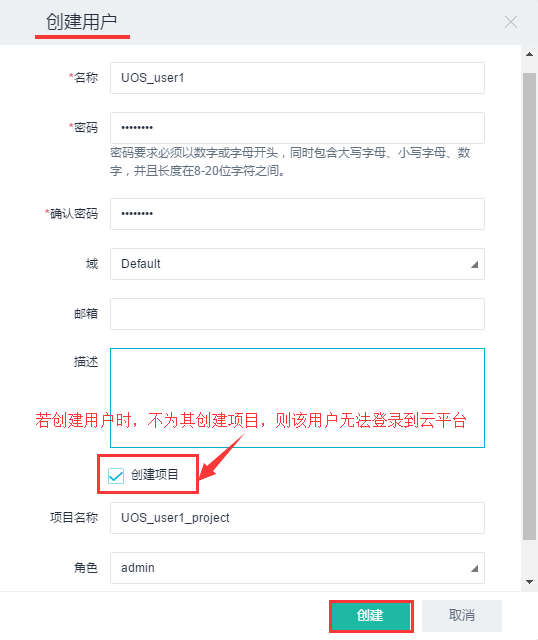 创建用户
*名称 UOS_user1
*密码 ••••••••
密码要求必须以数字或字母开头，同时包含大写字母、小写字母、数
字，并且长度在8-20位字符之间。
*确认密码 ••••••••
域 Default
邮箱
描述
若创建用户时，不为其创建项目，则该用户无法登录到云平台
创建项目
项目名称 UOS_user1_project
角色 admin
创建 取消